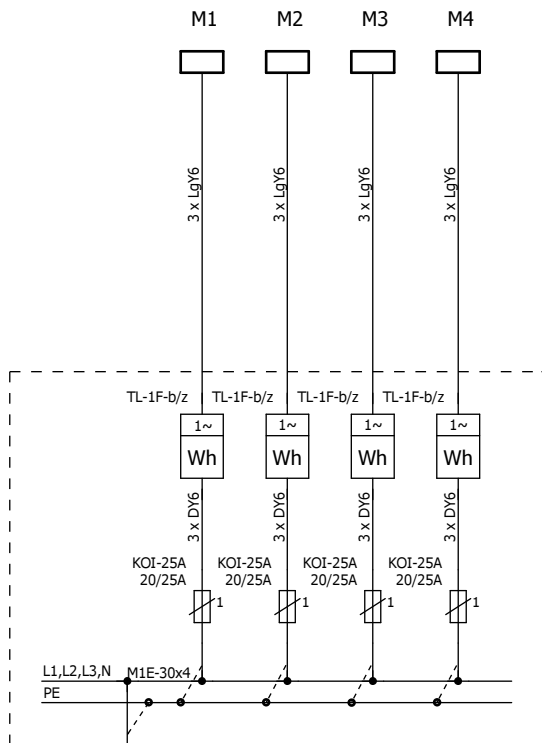 M1 M2 M3 M4
3 x LgY6 3 x LgY6 3 x LgY6 3 x LgY6
TL-1F-b/z TL-1F-b/z TL-1F-b/z TL-1F-b/z
1~ 1~ 1~ 1~
Wh Wh Wh Wh
3 x DY6 3 x DY6 3 x DY6 3 x DY6
KOI-25A KOI-25A KOI-25A KOI-25A
20/25A 20/25A 20/25A 20/25A
1 1 1 1
L1,L2,L3,N M1E-30x4
PE